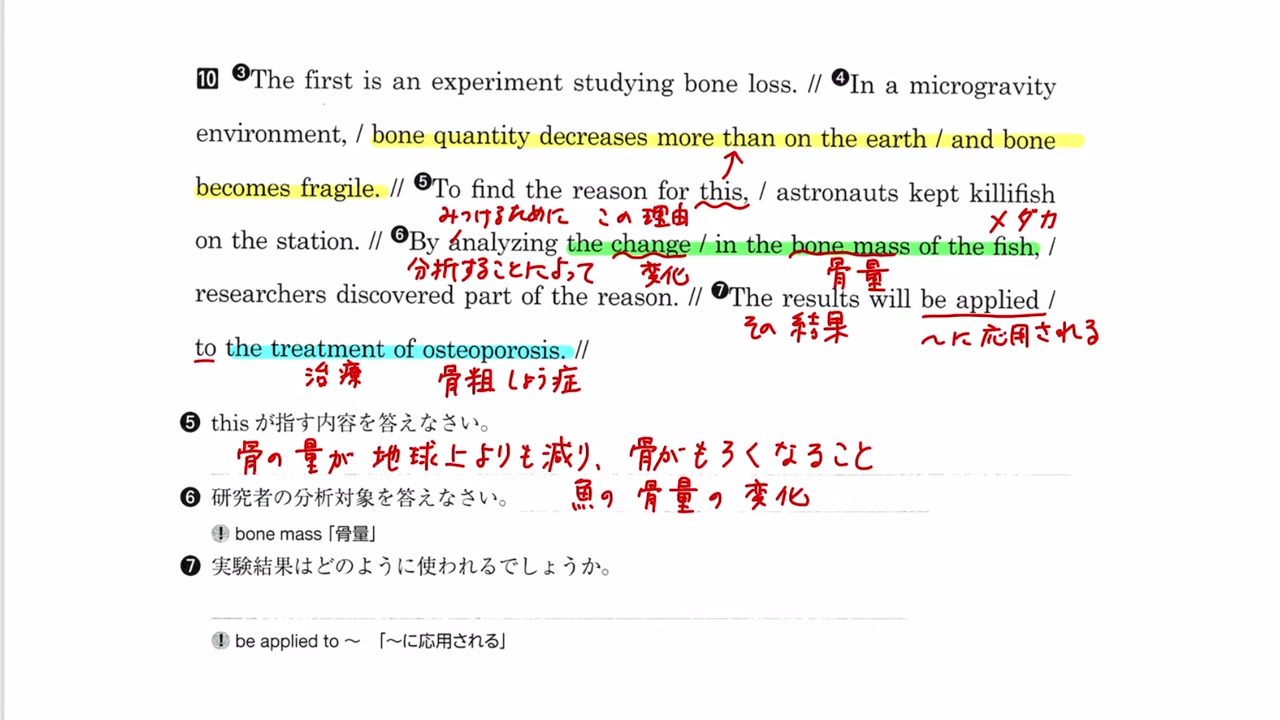 10 ❸The first is an experiment studying bone loss. // ❹In a microgravity
environment, / bone quantity decreases more than on the earth / and bone
becomes fragile. // ❺To find the reason for this, / astronauts kept killifish
みつけるために この理由 メダカ
on the station. // ❻By analyzing the change / in the bone mass of the fish, /
分析することによって 変化 骨量
researchers discovered part of the reason. // ❼The results will be applied /
その 結果 〜に応用される
to the treatment of osteoporosis. //
治療 骨粗しょう症
❺ this が指す内容を答えなさい。
骨の量が地球上よりも減り、骨がもろくなること
❻ 研究者の分析対象を答えなさい。 魚の骨量の変化
! bone mass「骨量」
❼ 実験結果はどのように使われるでしょうか。
! be applied to ～ 「～に応用される」